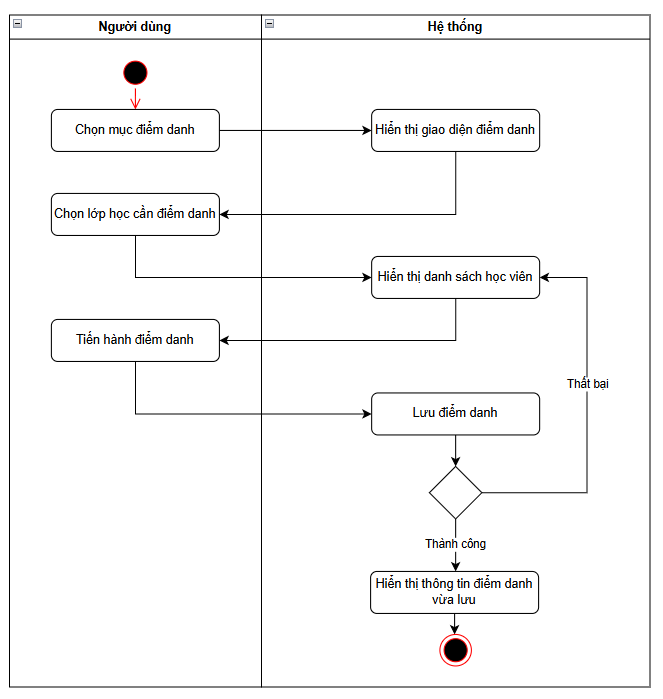 Người dùng
Hệ thống
Chọn mục điểm danh
Hiển thị giao diện điểm danh
Chọn lớp học cần điểm danh
Hiển thị danh sách học viên
Tiến hành điểm danh
Thất bại
Lưu điểm danh
Thành công
Hiển thị thông tin điểm danh
vừa lưu